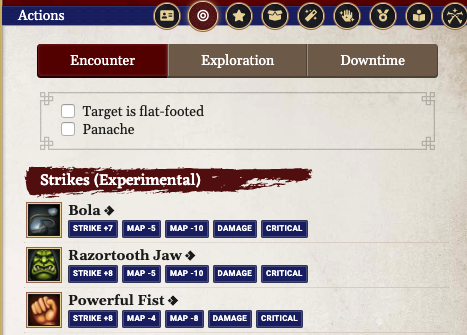 Actions
Encounter Exploration Downtime
Target is flat-footed
Panache
Strikes (Experimental)
Bola
STRIKE +7 MAP -5 MAP -10 DAMAGE CRITICAL
Razortooth Jaw
STRIKE +8 MAP -5 MAP -10 DAMAGE CRITICAL
Powerful Fist
STRIKE +8 MAP -4 MAP -8 DAMAGE CRITICAL